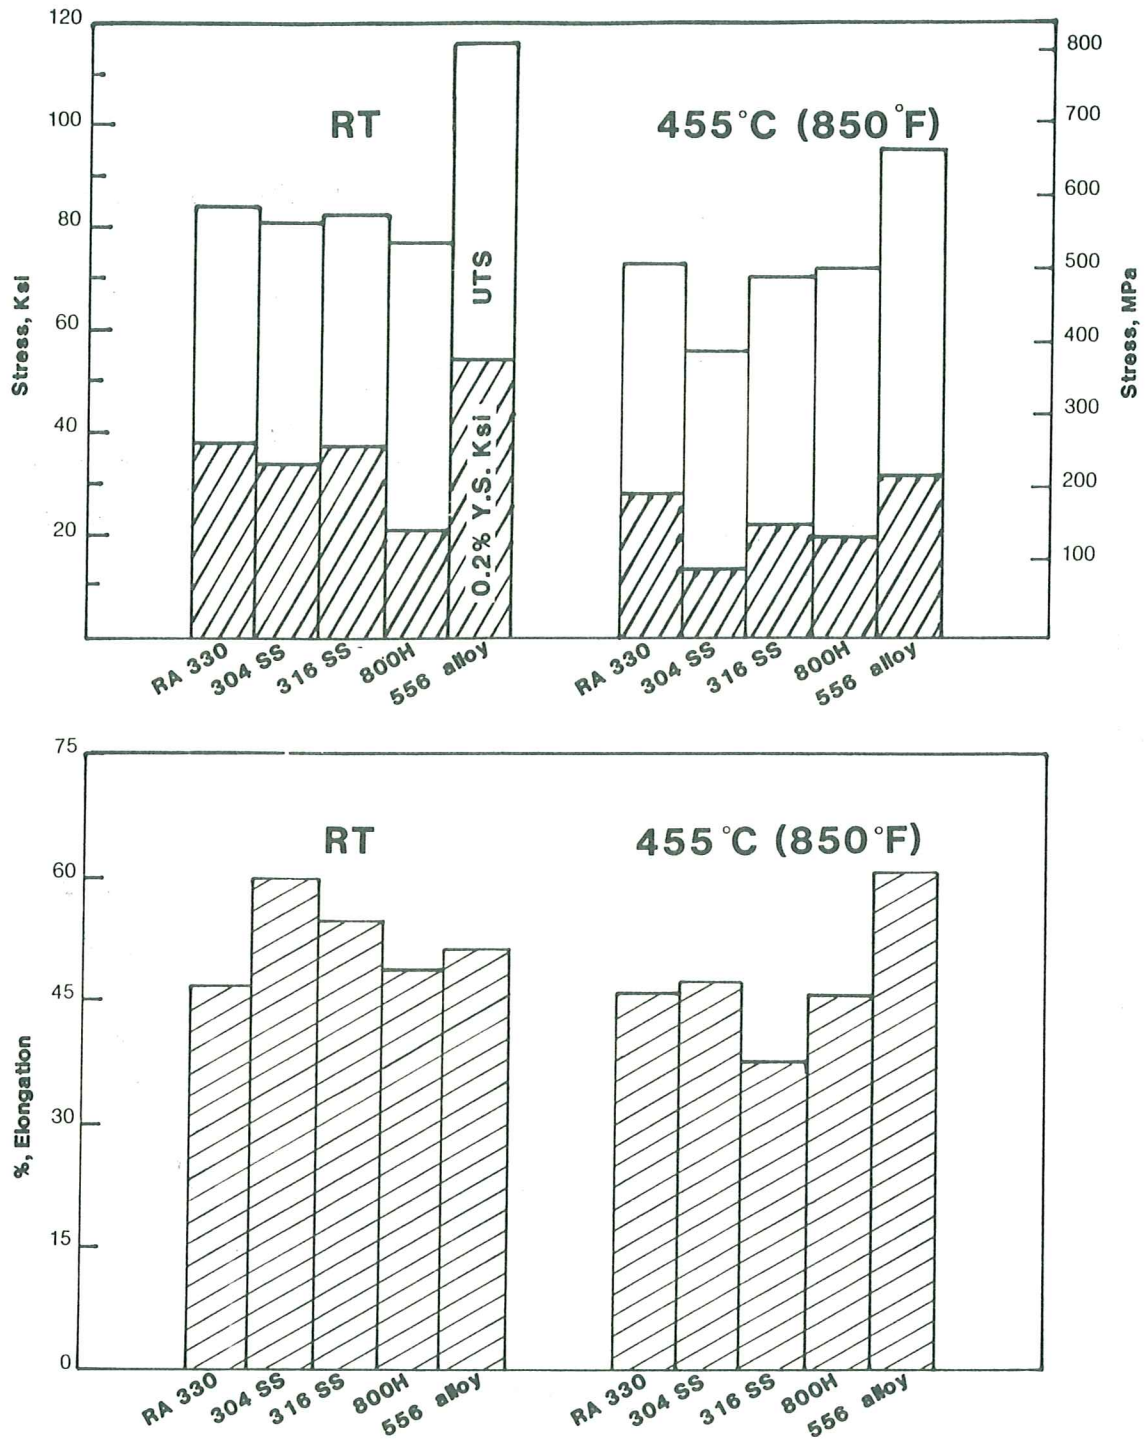 120
100
80
60
40
20
Stress, Ksi
RT
455°C (850°F)
UTS
0.2% Y.S. Ksi
800
700
600
500
400
300
200
100
Stress, MPa
RA 330
304 SS
316 SS
800H
556 alloy
RA 330
304 SS
316 SS
800H
556 alloy
75
60
45
30
15
0
%, Elongation
RT
455°C (850°F)
RA 330
304 SS
316 SS
800H
556 alloy
RA 330
304 SS
316 SS
800H
556 alloy